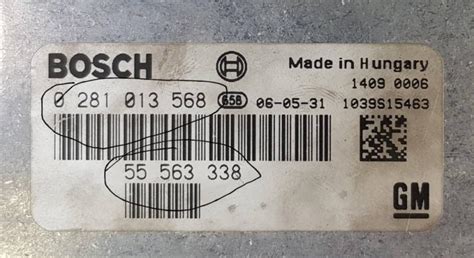 BOSCH
Made in Hungary
1409 0006
0 281 013 568 658 06-05-31 1039S15463
55 563 338
GM